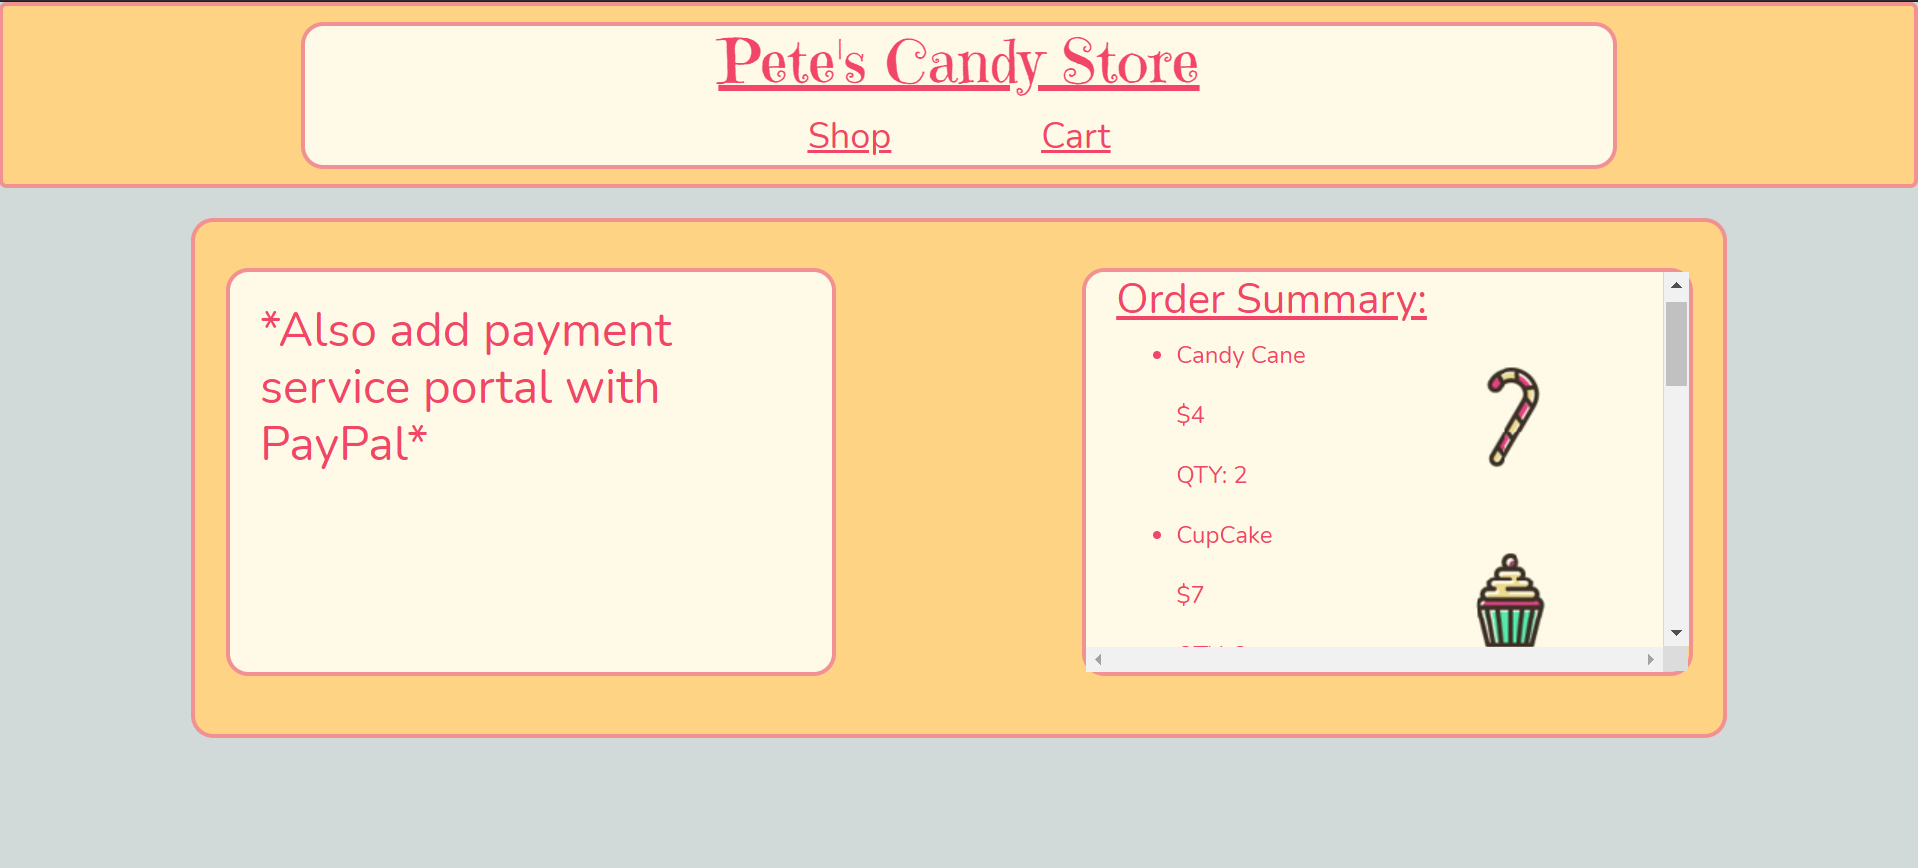 Pete's Candy Store
Shop Cart
*Also add payment
service portal with
PayPal*
Order Summary:
Candy Cane
$4
QTY: 2
CupCake
$7